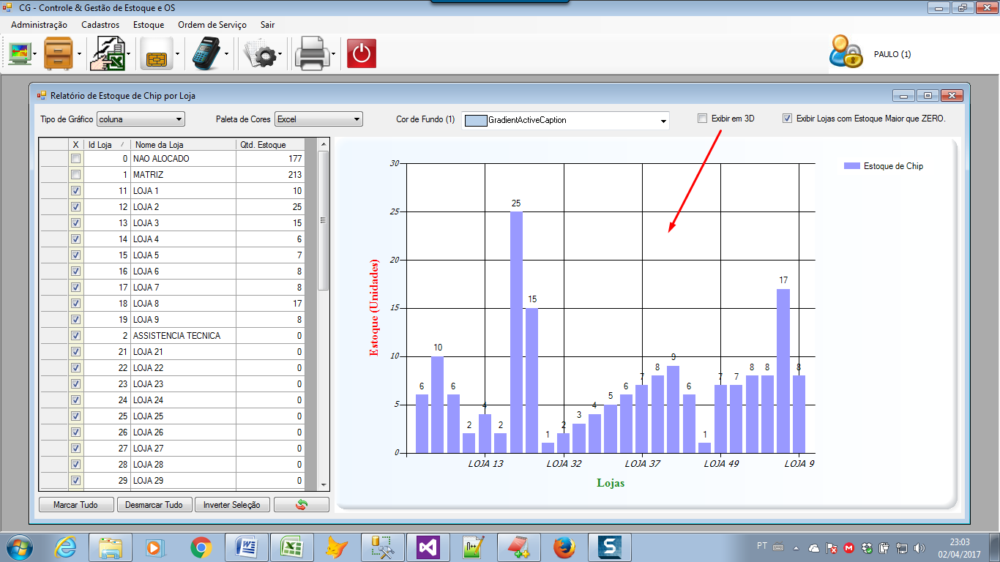 CG - Controle & Gestão de Estoque e OS
Administração Cadastros Estoque Ordem de Serviço Sair
PAULO (1)
Relatório de Estoque de Chip por Loja
Tipo de Gráfico coluna Paleta de Cores Excel Cor de Fundo (1) GradientActiveCaption Exibir em 3D Exibir Lojas com Estoque Maior que ZERO.
X Id Loja Nome da Loja Qtd. Estoque
0 NAO ALOCADO 177
1 MATRIZ 213
11 LOJA 1 10
12 LOJA 2 25
13 LOJA 3 15
14 LOJA 4 6
15 LOJA 5 7
16 LOJA 6 8
17 LOJA 7 8
18 LOJA 8 17
19 LOJA 9 8
2 ASSISTENCIA TECNICA 0
21 LOJA 21 0
22 LOJA 22 0
23 LOJA 23 0
24 LOJA 24 0
25 LOJA 25 0
26 LOJA 26 0
27 LOJA 27 0
28 LOJA 28 0
29 LOJA 29 0
Marcar Tudo Desmarcar Tudo Inverter Seleção
Estoque (Unidades)
30
25
20
15
10
5
0
6 10 6 2 4 2 25 15 1 2 3 4 5 6 7 8 9 6 1 7 7 8 8 17 8
LOJA 13 LOJA 32 LOJA 37 LOJA 49 LOJA 9
Lojas
Estoque de Chip
W N++ S
PT
23:03
02/04/2017